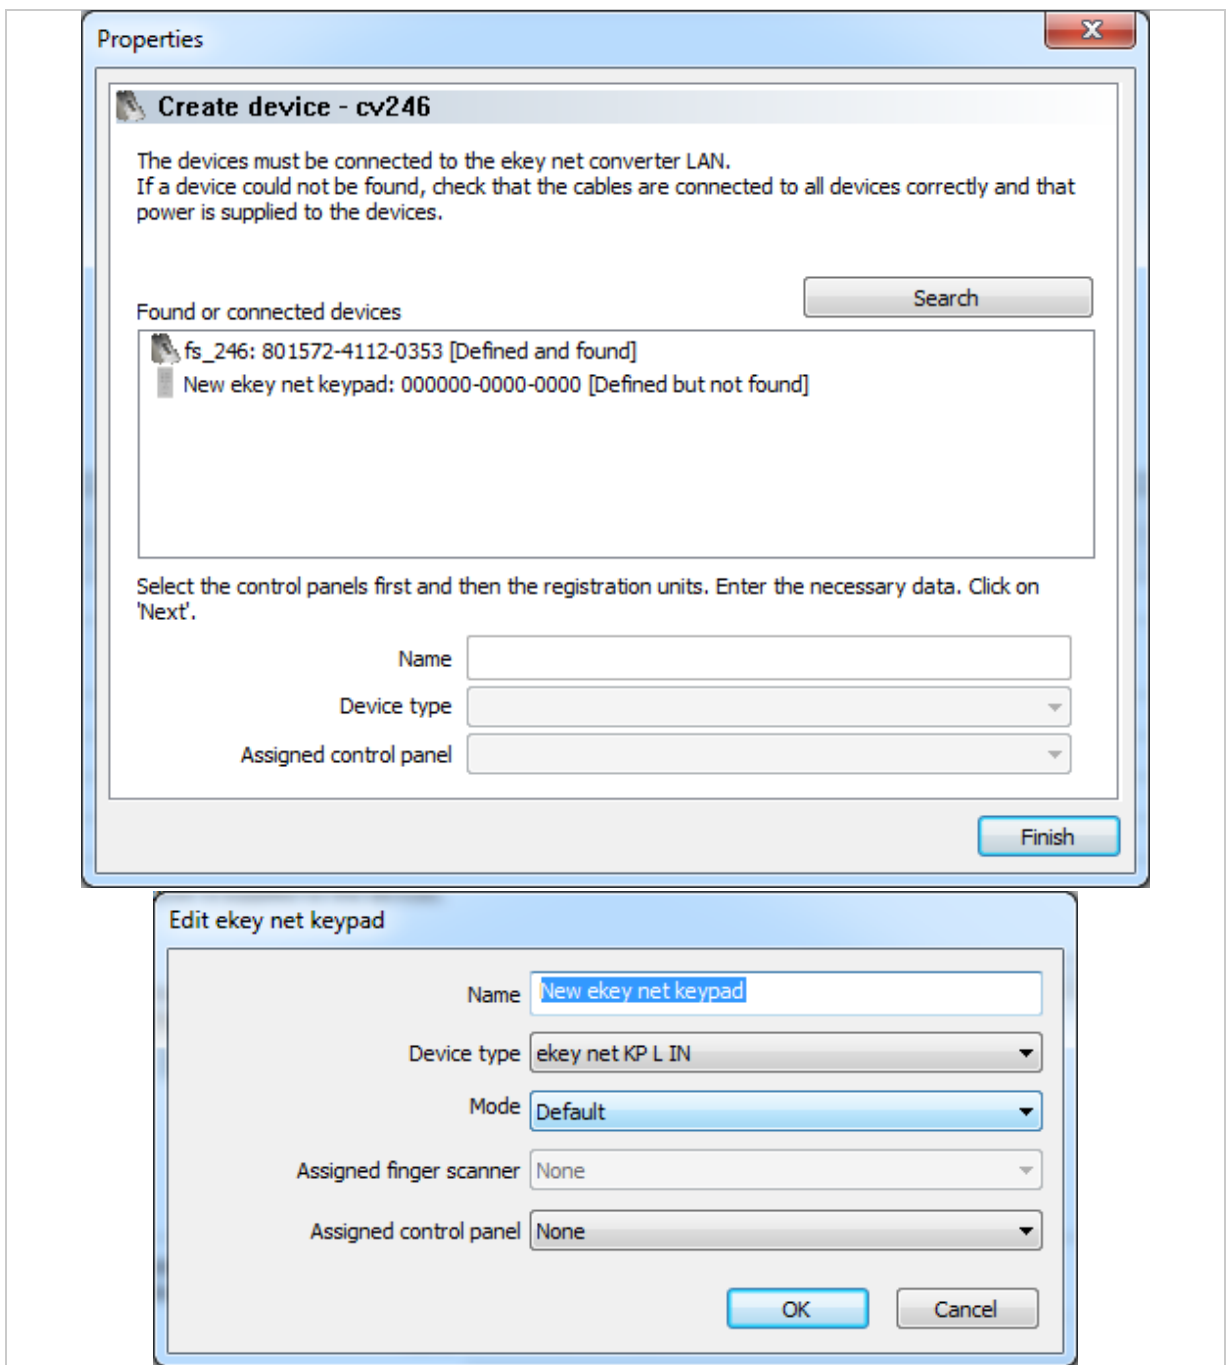 Properties
Create device - cv246
The devices must be connected to the ekey net converter LAN.
If a device could not be found, check that the cables are connected to all devices correctly and that
power is supplied to the devices.
Search
Found or connected devices
fs_246: 801572-4112-0353 [Defined and found]
New ekey net keypad: 000000-0000-0000 [Defined but not found]
Select the control panels first and then the registration units. Enter the necessary data. Click on
'Next'.
Name
Device type
Assigned control panel
Finish
Edit ekey net keypad
Name New ekey net keypad
Device type ekey net KP L IN
Mode Default
Assigned finger scanner None
Assigned control panel None
OK Cancel